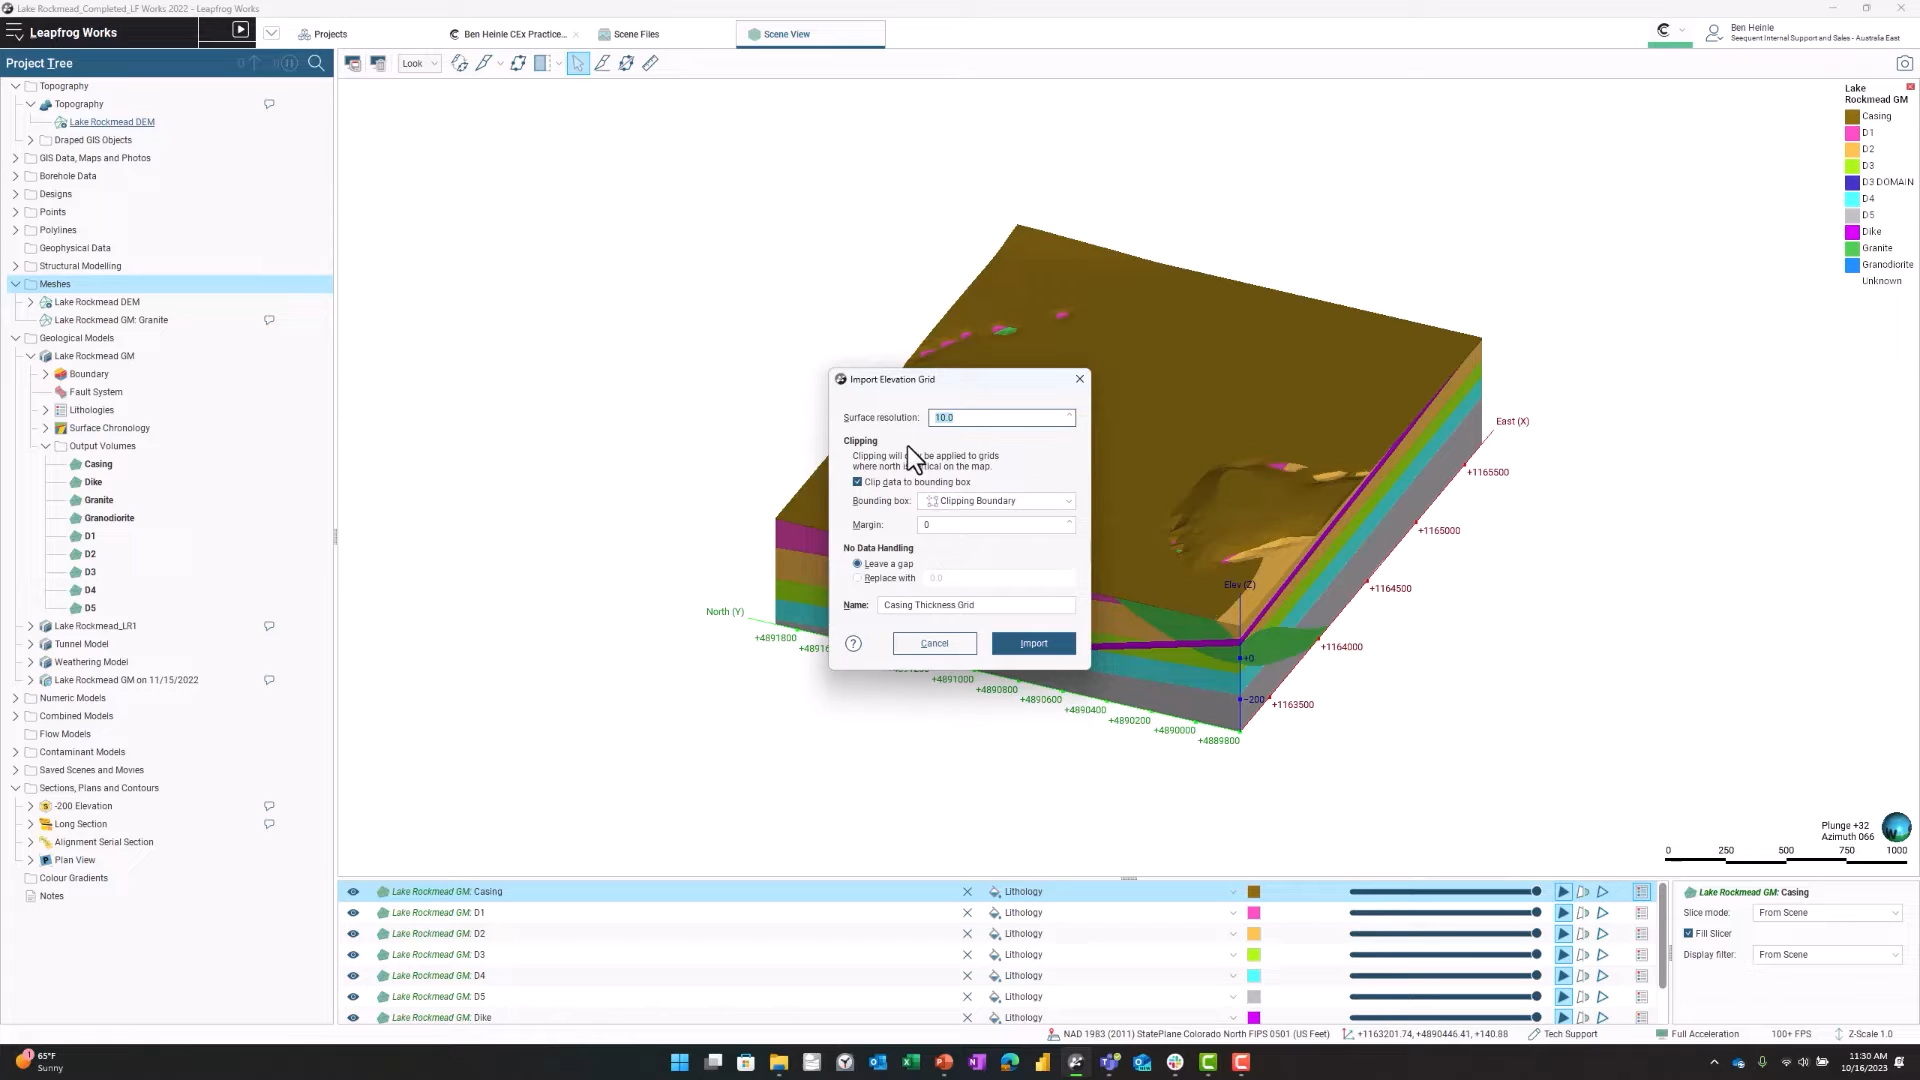 Lake Rockmead_Completed_LF Works 2022 - Leapfrog Works
Leapfrog Works
Projects
Ben Heinie CEx Practice...
Scene Files
Scene View
Ben Heinie
Seequent Internal Support and Sales - Australia East
Project Tree
Look
Topography
Topography
Lake Rockmead DEM
Draped GIS Objects
GIS Data, Maps and Photos
Borehole Data
Designs
Points
Polylines
Geophysical Data
Structural Modelling
Meshes
Lake Rockmead DEM
Lake Rockmead GM: Granite
Geological Models
Lake Rockmead GM
Boundary
Fault System
Lithologies
Surface Chronology
Output Volumes
Casing
Dike
Granite
Granodiorite
D1
D2
D3
D4
D5
Lake Rockmead_LR1
Tunnel Model
Weathering Model
Lake Rockmead GM on 11/15/2022
Numeric Models
Combined Models
Flow Models
Contaminant Models
Saved Scenes and Movies
Sections, Plans and Contours
-200 Elevation
Long Section
Alignment Serial Section
Plan View
Colour Gradients
Notes
Lake Rockmead GM
Casing
D1
D2
D3
D3 DOMAIN
D4
D5
Dike
Granite
Granodiorite
Unknown
Import Elevation Grid
Surface resolution: 10.0
Clipping
Clipping will be applied to grids
where north is on the map.
Clip data to bounding box
Bounding box: Clipping Boundary
Margin: 0
No Data Handling
Leave a gap
Replace with 0.0
Name: Casing Thickness Grid
? Cancel Import
East (X)
+1165500
+1165000
+1164500
+1164000
+1163500
Elev (Z)
+0
-200
North (Y)
+4891800
+4891000
+4890800
+4890600
+4890400
+4890200
+4890000
+4889800
Plunge +32
Azimuth 066
0 250 500 750 1000
Lake Rockmead GM: Casing Lithology
Lake Rockmead GM: D1 Lithology
Lake Rockmead GM: D2 Lithology
Lake Rockmead GM: D3 Lithology
Lake Rockmead GM: D4 Lithology
Lake Rockmead GM: D5 Lithology
Lake Rockmead GM: Dike Lithology
Lake Rockmead GM: Casing
Slice mode: From Scene
Fill Slicer
Display filter: From Scene
NAD 1983 (2011) StatePlane Colorado North FIPS 0501 (US Feet)
+1163201.74, +4890446.41, +140.88
Tech Support
Full Acceleration
100+ FPS
Z-Scale 1.0
65°F
Sunny
11:30 AM
10/16/2023